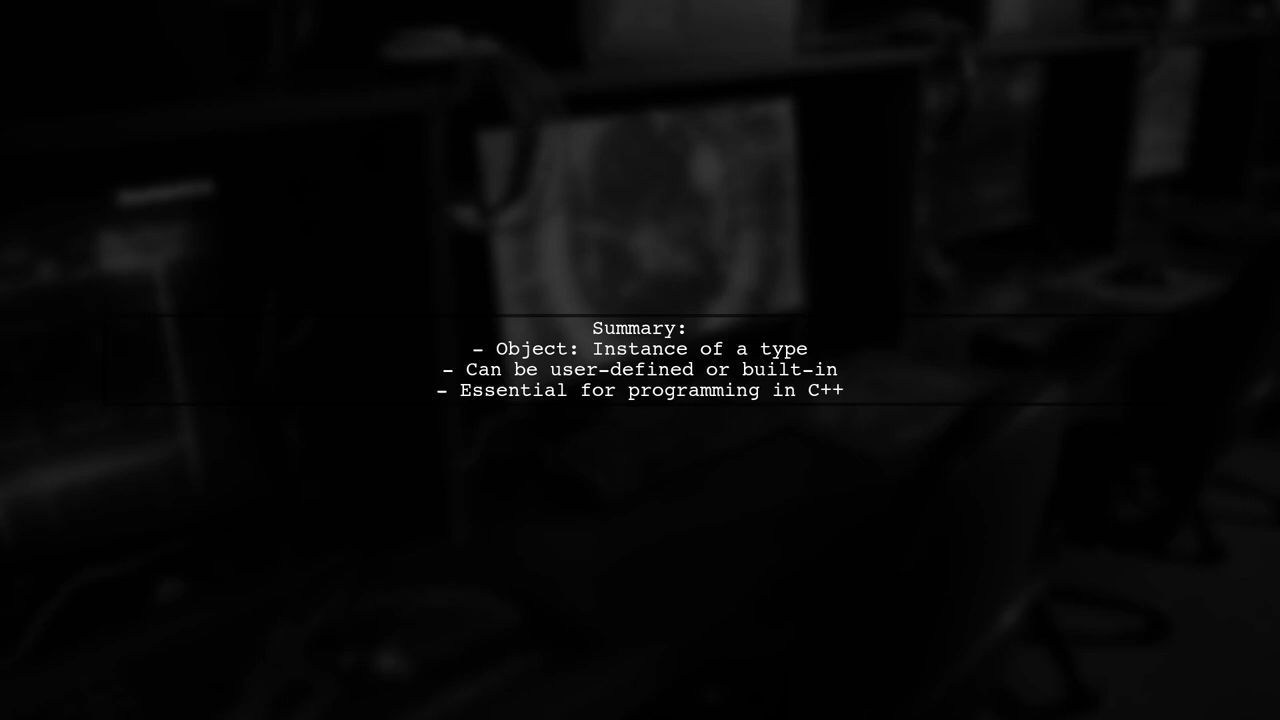 Summary:
- Object: Instance of a type
- Can be user-defined or built-in
- Essential for programming in C++